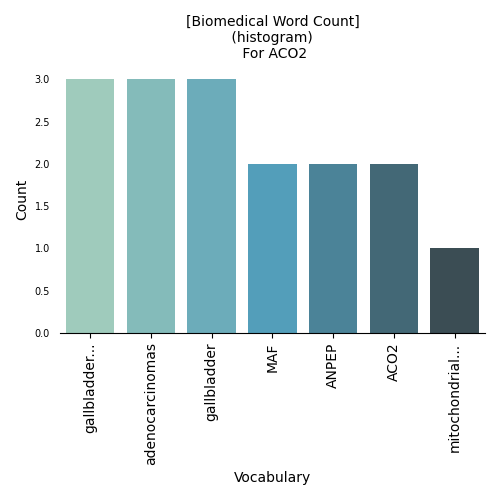 [Biomedical Word Count]
(histogram)
For ACO2
Count
3.0
2.5
2.0
1.5
1.0
0.5
0.0
gallbladder...
adenocarcinomas
gallbladder
MAF
ANPEP
ACO2
mitochondrial...
Vocabulary